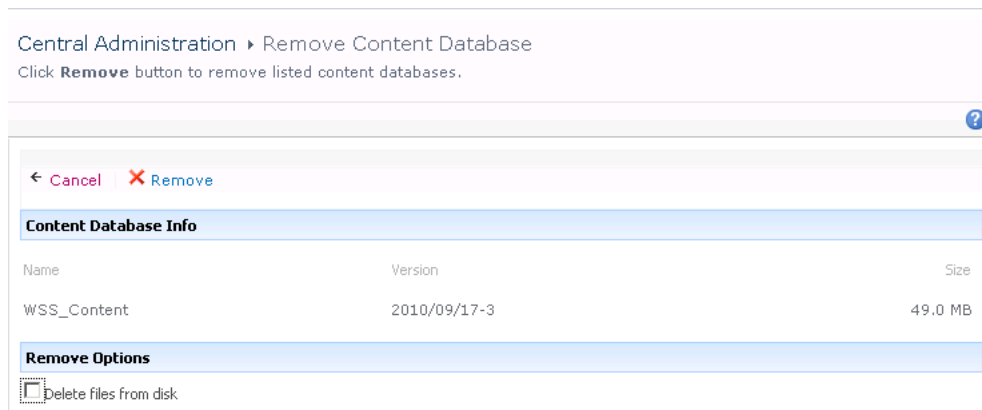 Central Administration ▸ Remove Content Database
Click Remove button to remove listed content databases.
?
Cancel Remove
Content Database Info
Name Version Size
WSS_Content 2010/09/17-3 49.0 MB
Remove Options
Delete files from disk